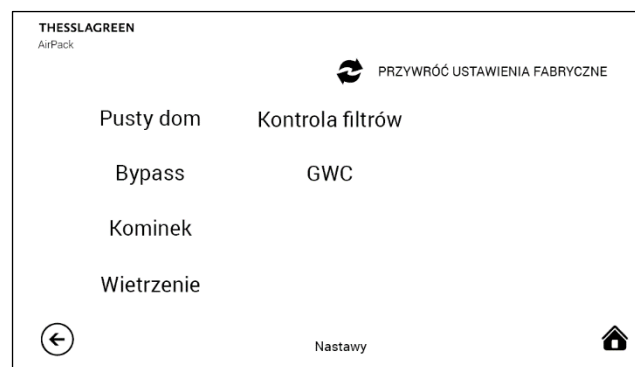 THESSLAGREEN
AirPack
PRZYWRÓĆ USTAWIENIA FABRYCZNE
Pusty dom Kontrola filtrów
Bypass GWC
Kominek
Wietrzenie
Nastawy